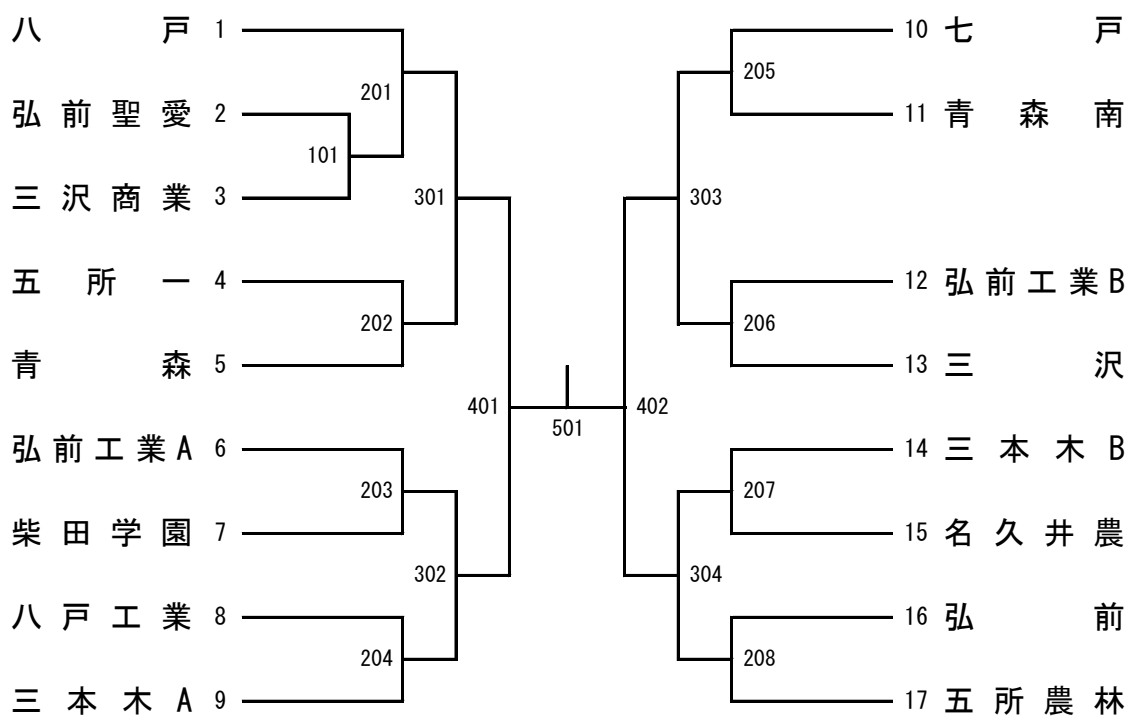 八戸 1
201
弘前聖愛 2
101
三沢商業 3
301
五所一 4
202
青森 5
401
弘前工業A 6
203
柴田学園 7
302
八戸工業 8
204
三本木A 9
501
10 七戸
205
11 青森南
303
12 弘前工業B
206
13 三沢
402
14 三本木B
207
15 名久井農
304
16 弘前
208
17 五所農林